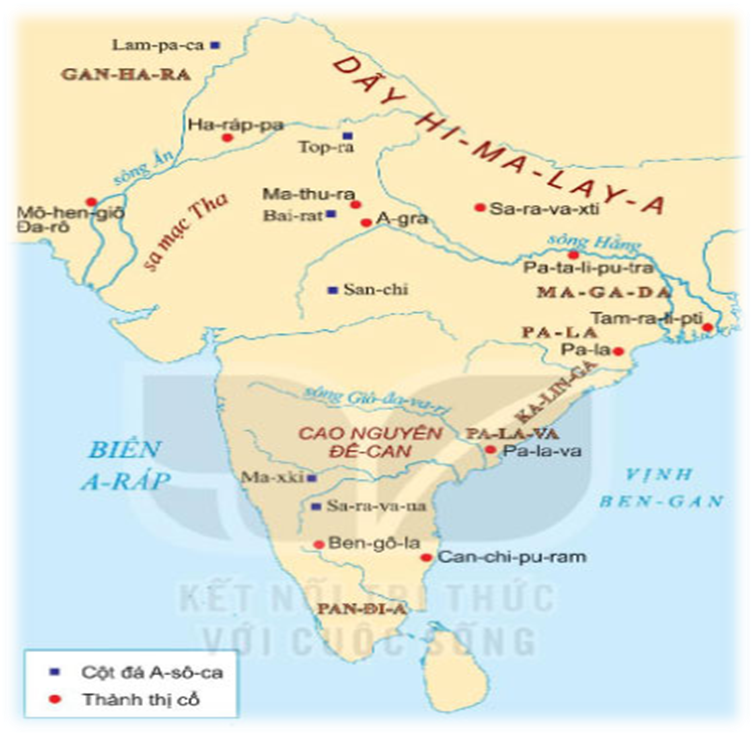 Lam-pa-ca
GAN-HA-RA
DÃY HI-MA-LAY-A
Ha-ráp-pa
Top-ra
sông Ấn
Mô-hen-giô
Đa-rô
sa mạc Tha
Ma-thu-ra
Bai-rat
A-gra
Sa-ra-va-xti
sông Hằng
Pa-ta-li-pu-tra
San-chi
MA-GA-DA
Tam-ra-li-pti
PA-LA
Pa-la
KA-LIN-GA
sông Giô-đa-va-ri
CAO NGUYÊN
ĐÊ-CAN
PA-LA-VA
Pa-la-va
BIỂN
A-RÁP
VỊNH
BEN-GAN
Ma-xki
Sa-ra-va-na
Ben-gô-la
Can-chi-pu-ram
KẾT NỐI TRI THỨC
VỚI CUỘC SỐNG
PAN-ĐI-A
Cột đá A-sô-ca
Thành thị cổ